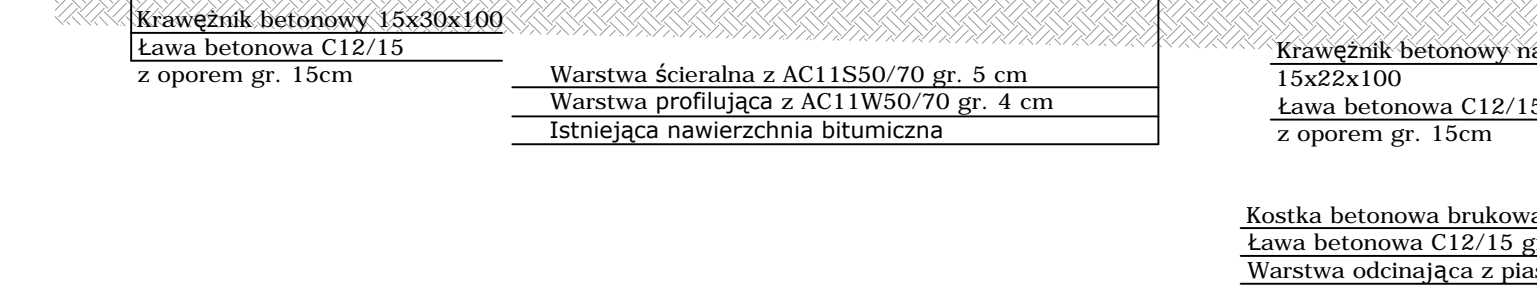 Krawężnik betonowy 15x30x100
Ława betonowa C12/15
z oporem gr. 15cm
Warstwa ścieralna z AC11S50/70 gr. 5 cm
Warstwa profilująca z AC11W50/70 gr. 4 cm
Istniejąca nawierzchnia bitumiczna
Krawężnik betonowy na
15x22x100
Ława betonowa C12/15
z oporem gr. 15cm
Kostka betonowa brukowa
Ława betonowa C12/15
Warstwa odcinająca z